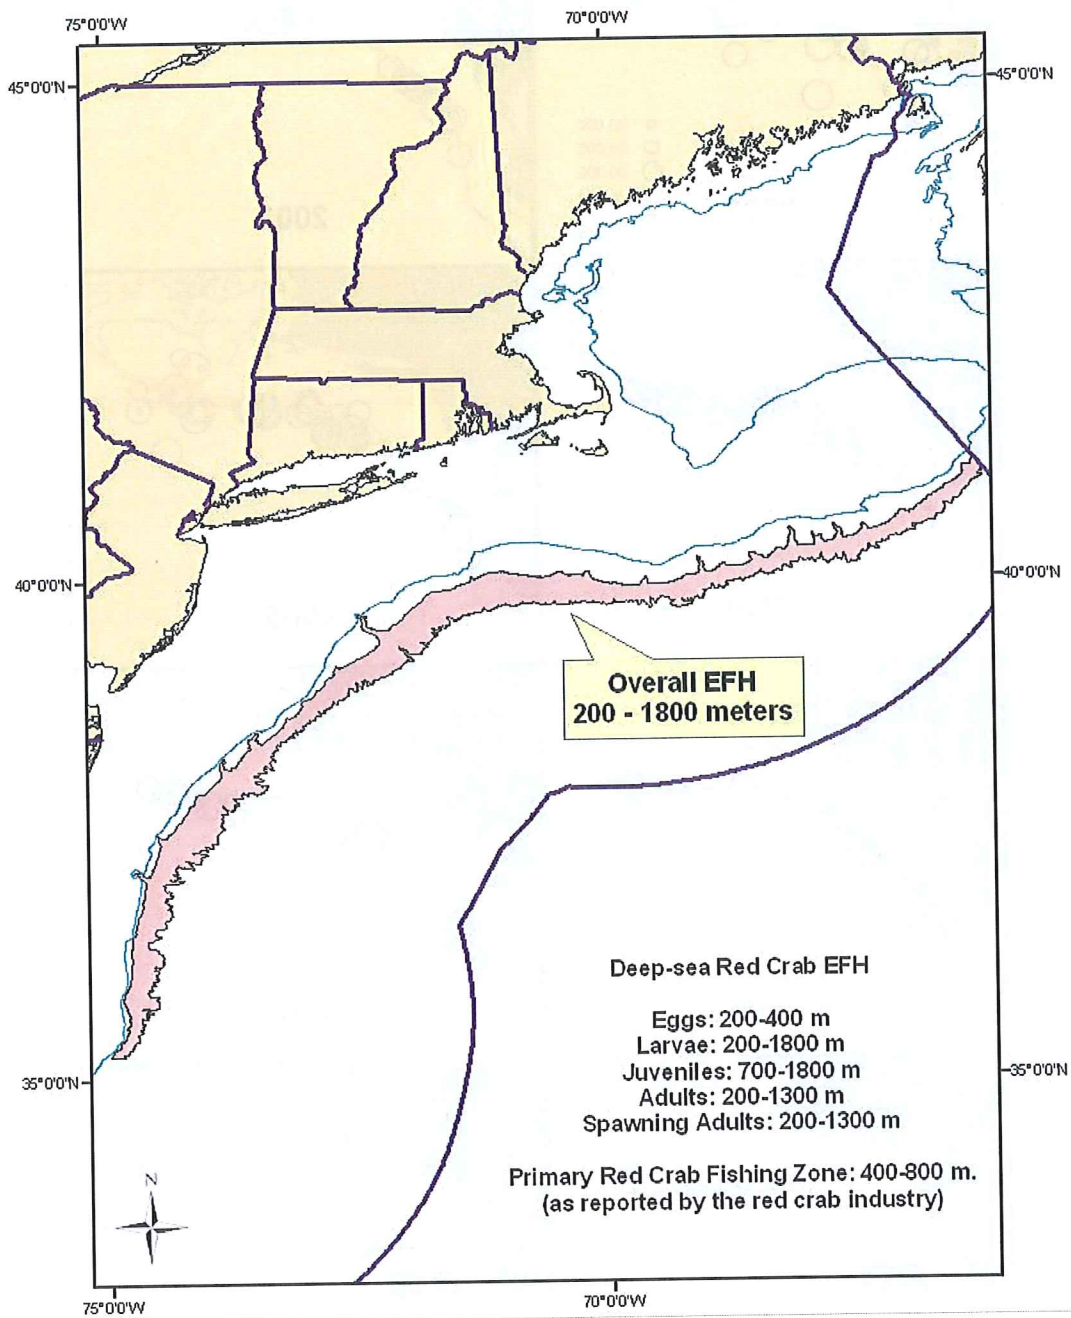 75°0'0"W
70°0'0"W
45°0'0"N
45°0'0"N
40°0'0"N
40°0'0"N
Overall EFH
200 - 1800 meters
Deep-sea Red Crab EFH
Eggs: 200-400 m
Larvae: 200-1800 m
Juveniles: 700-1800 m
Adults: 200-1300 m
Spawning Adults: 200-1300 m
35°0'0"N
35°0'0"N
Primary Red Crab Fishing Zone: 400-800 m.
(as reported by the red crab industry)
N
75°0'0"W
70°0'0"W